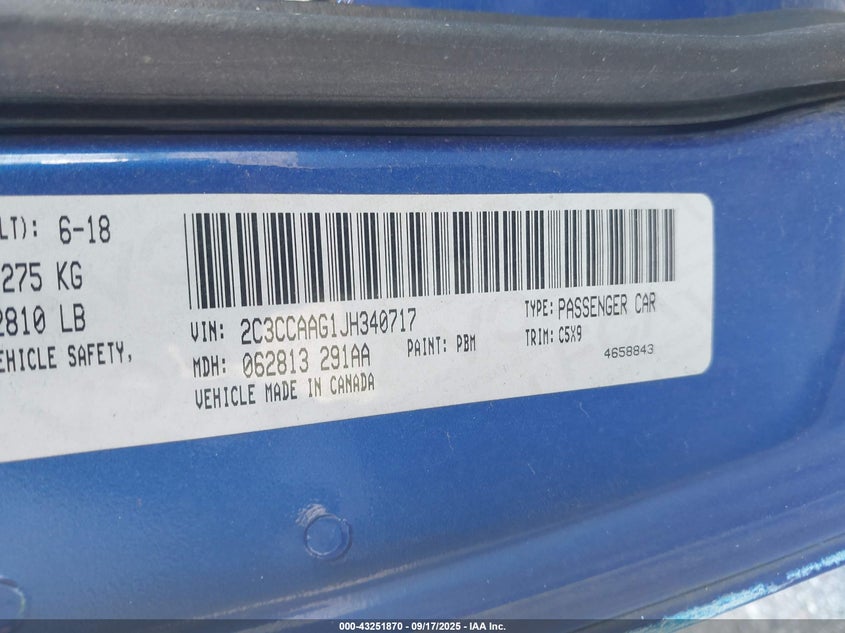 LT): 6-18
275 KG
2810 LB
EHICLE SAFETY,
VIN: 2C3CCAAG1JH340717
TYPE: PASSENGER CAR
MDH: 062813 291AA
PAINT: PBM
TRIM: C5X9
4658843
VEHICLE MADE IN CANADA
000-43251870 - 09/17/2025 - IAA Inc.